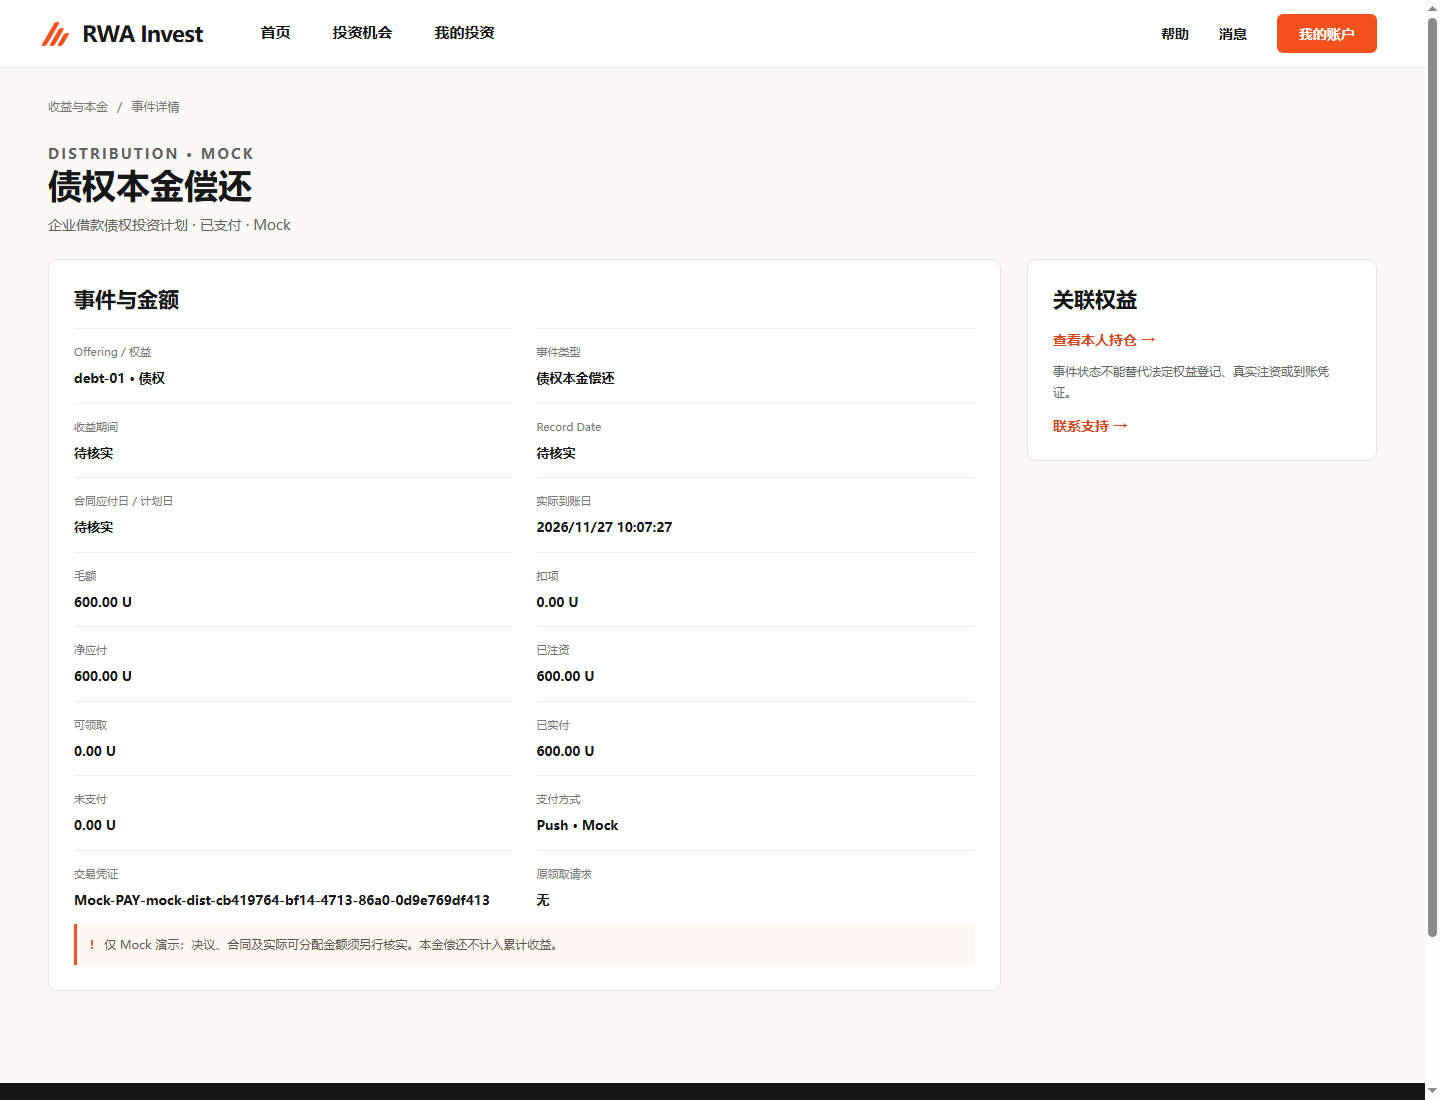 RWA Invest
首页
投资机会
我的投资
帮助
消息
我的账户
收益与本金 / 事件详情
DISTRIBUTION • MOCK
债权本金偿还
企业借款债权投资计划 · 已支付 · Mock
事件与金额
Offering / 权益
debt-01 • 债权
事件类型
债权本金偿还
收益期间
待核实
Record Date
待核实
合同应付日 / 计划日
待核实
实际到账日
2026/11/27 10:07:27
毛额
600.00 U
扣项
0.00 U
净应付
600.00 U
已注资
600.00 U
可领取
0.00 U
已实付
600.00 U
未支付
0.00 U
支付方式
Push • Mock
交易凭证
Mock-PAY-mock-dist-cb419764-bf14-4713-86a0-0d9e769df413
原领取请求
无
! 仅 Mock 演示；决议、合同及实际可分配金额须另行核实。本金偿还不计入累计收益。
关联权益
查看本人持仓 →
事件状态不能替代法定权益登记、真实注资或到账凭
证。
联系支持 →